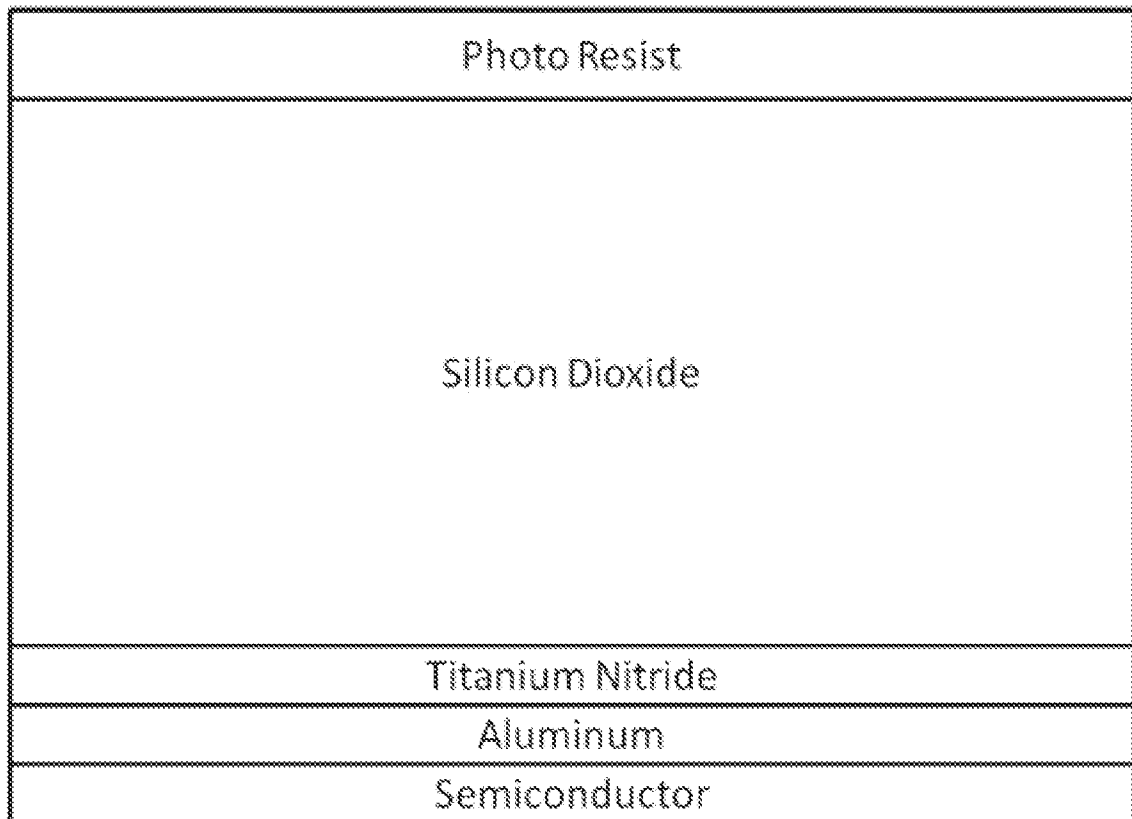 Photo Resist
Silicon Dioxide
Titanium Nitride
Aluminum
Semiconductor